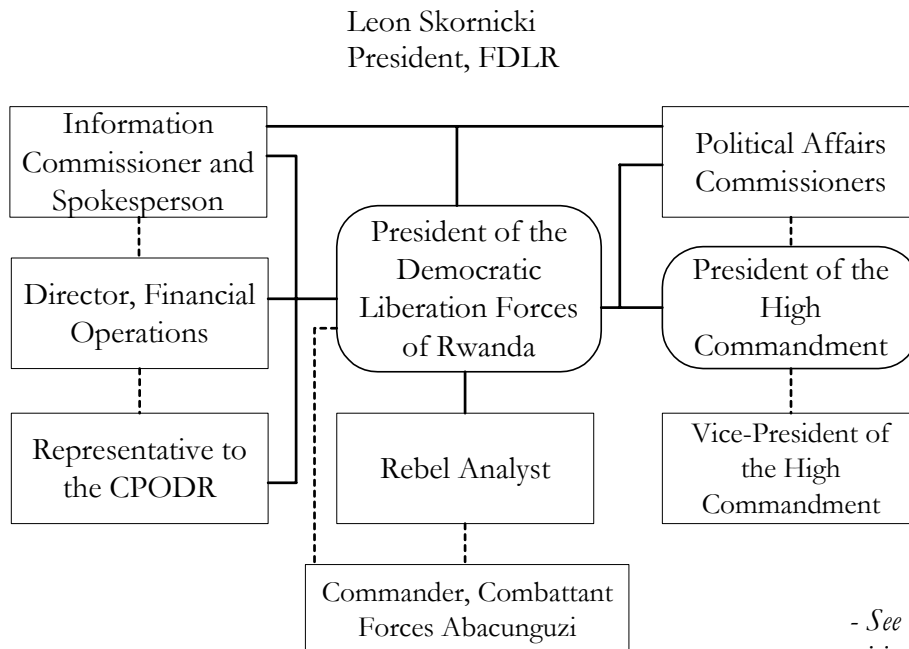 Leon Skornicki
President, FDLR
Information
Commissioner and
Spokesperson
Political Affairs
Commissioners
President of the
Democratic
Liberation Forces
of Rwanda
Director, Financial
Operations
President of the
High
Commandment
Representative to
the CPODR
Rebel Analyst
Vice-President of
the High
Commandment
Commander, Combattant
Forces Abacunguzi
- See